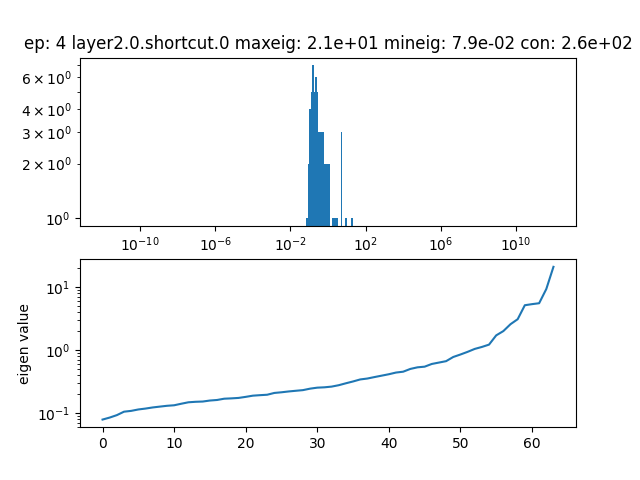 ep: 4 layer2.0.shortcut.0 maxeig: 2.1e+01 mineig: 7.9e-02 con: 2.6e+02
6 × 10⁰
4 × 10⁰
3 × 10⁰
2 × 10⁰
10⁰
10⁻¹⁰ 10⁻⁶ 10⁻² 10² 10⁶ 10¹⁰
eigen value
10¹
10⁰
10⁻¹
0 10 20 30 40 50 60